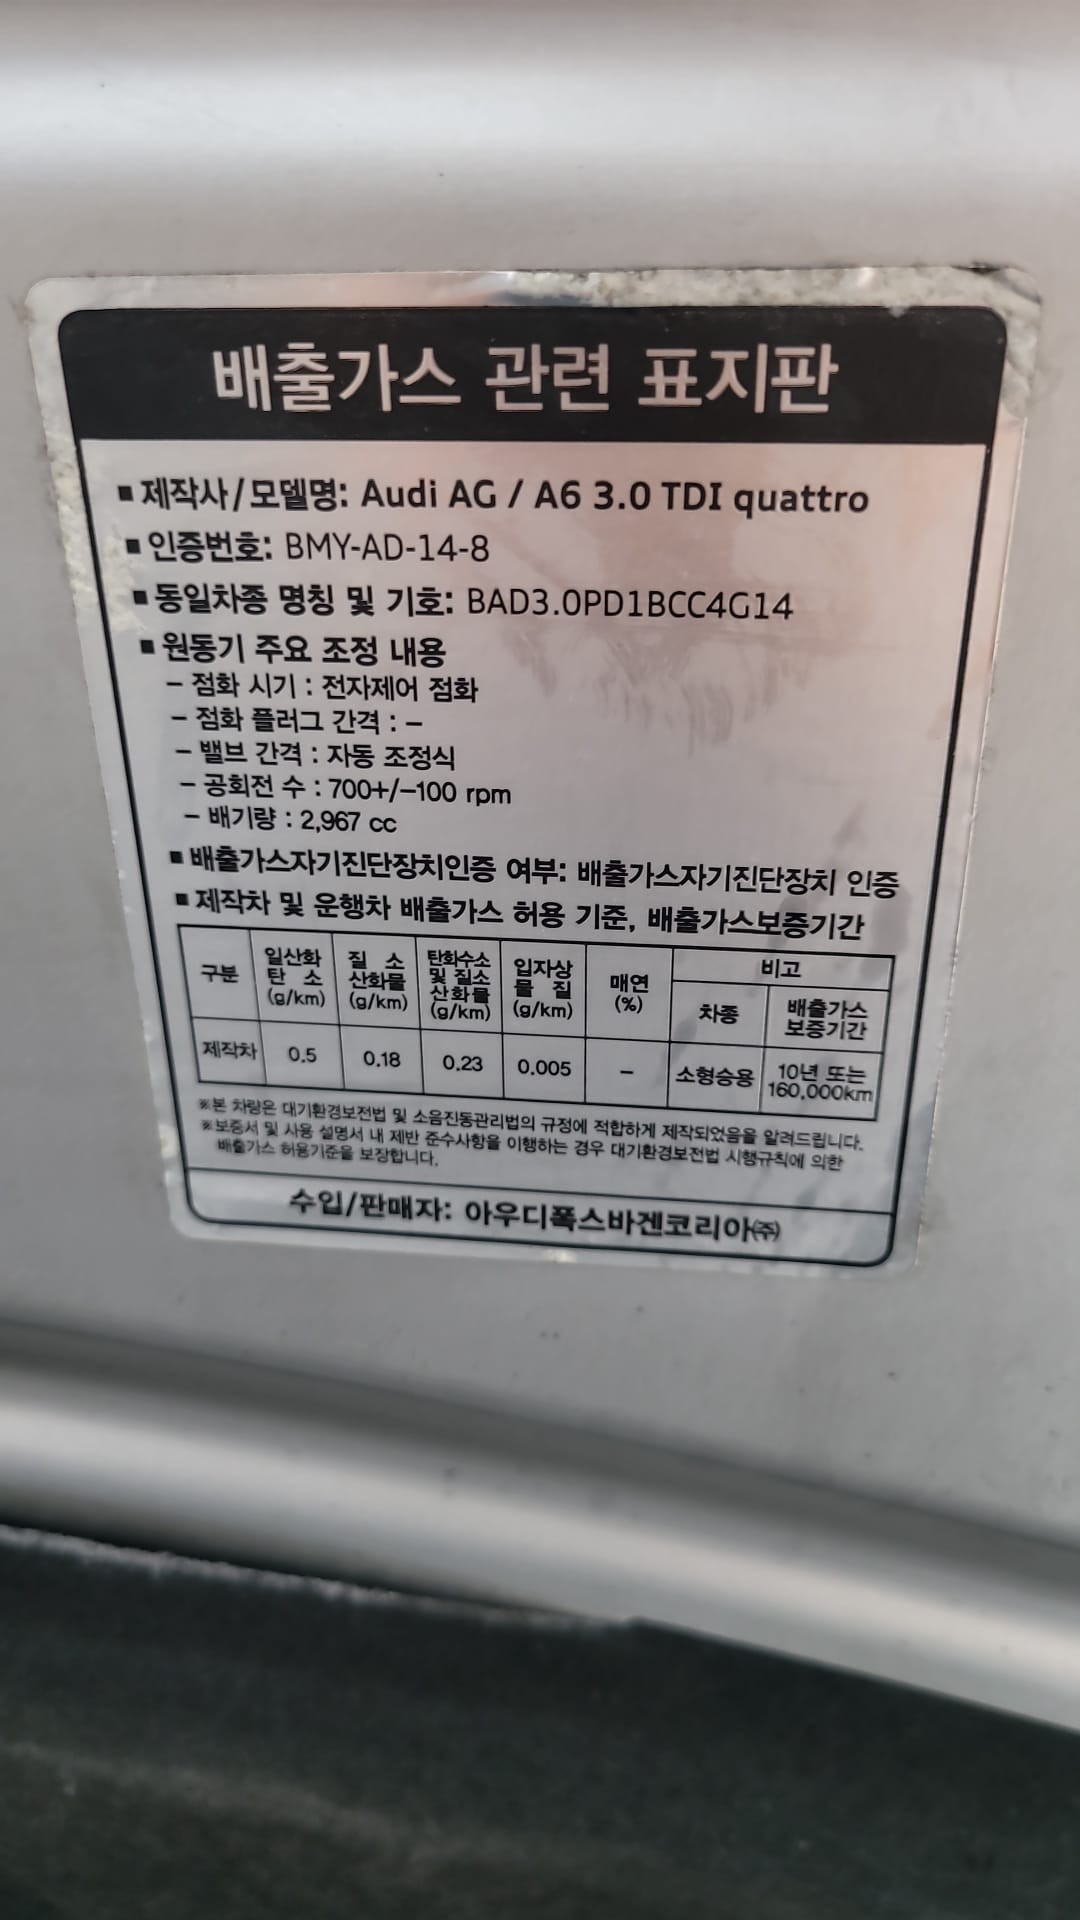 배출가스 관련 표지판
▪ 제작사/모델명: Audi AG / A6 3.0 TDI quattro
▪ 인증번호: BMY-AD-14-8
▪ 동일차종 명칭 및 기호: BAD3.0PD1BCC4G14
▪ 원동기 주요 조정 내용
– 점화 시기 : 전자제어 점화
– 점화 플러그 간격 : –
– 밸브 간격 : 자동 조정식
– 공회전 수 : 700+/–100 rpm
– 배기량 : 2,967 cc
▪ 배출가스자기진단장치인증 여부: 배출가스자기진단장치 인증
▪ 제작차 및 운행차 배출가스 허용 기준, 배출가스보증기간
구분
일산화
탄 소
(g/km)
질 소
산화물
(g/km)
탄화수소
및 질소
산화물
(g/km)
입자상
물 질
(g/km)
매연
(%)
비고
차종
배출가스
보증기간
제작차 0.5 0.18 0.23 0.005 – 소형승용
10년 또는
160,000km
※본 차량은 대기환경보전법 및 소음진동관리법의 규정에 적합하게 제작되었음을 알려드립니다.
※보증서 및 사용 설명서 내 제반 준수사항을 이행하는 경우 대기환경보전법 시행규칙에 의한
배출가스 허용기준을 보장합니다.
수입/판매자: 아우디폭스바겐코리아㈜